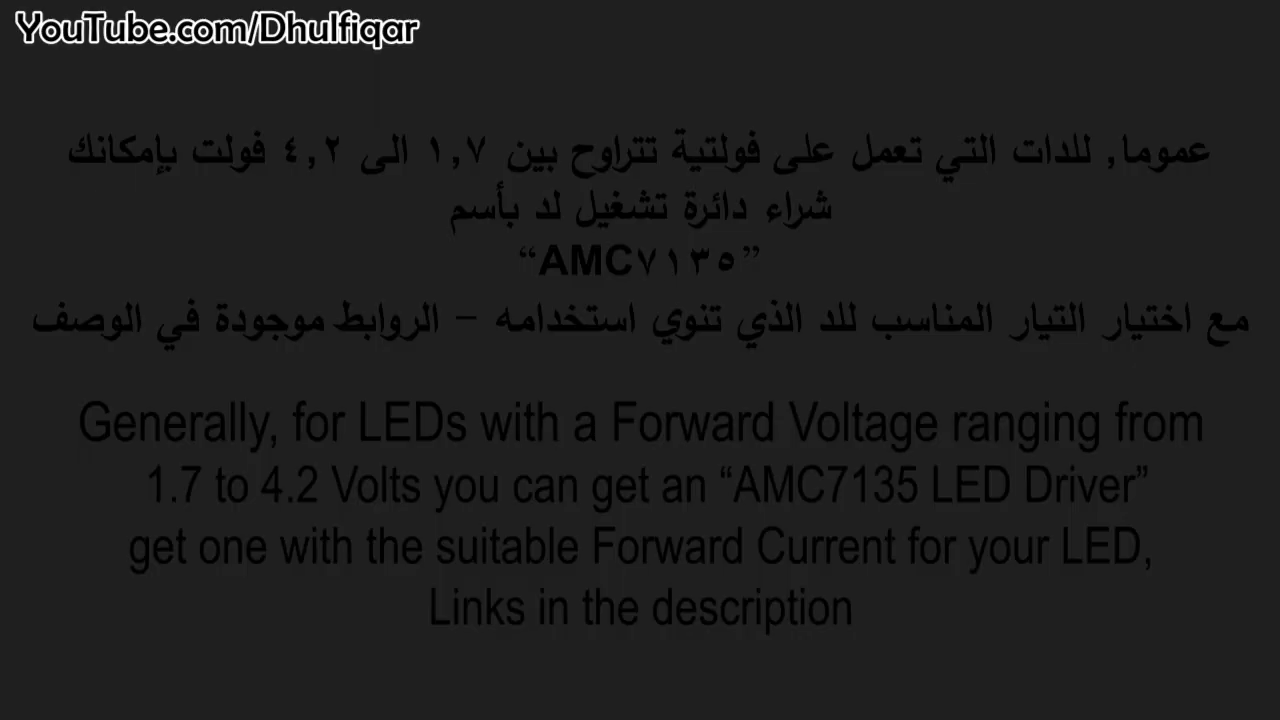 YouTube.com/Dhulfiqar
عموما, للدات التي تعمل على فولتية تتراوح بين ١,٧ الى ٤,٢ فولت بإمكانك
شراء دائرة تشغيل لد بأسم
“AMC٧١٣٥”
مع اختيار التيار المناسب للد الذي تنوي استخدامه – الروابط موجودة في الوصف
Generally, for LEDs with a Forward Voltage ranging from
1.7 to 4.2 Volts you can get an “AMC7135 LED Driver”
get one with the suitable Forward Current for your LED,
Links in the description